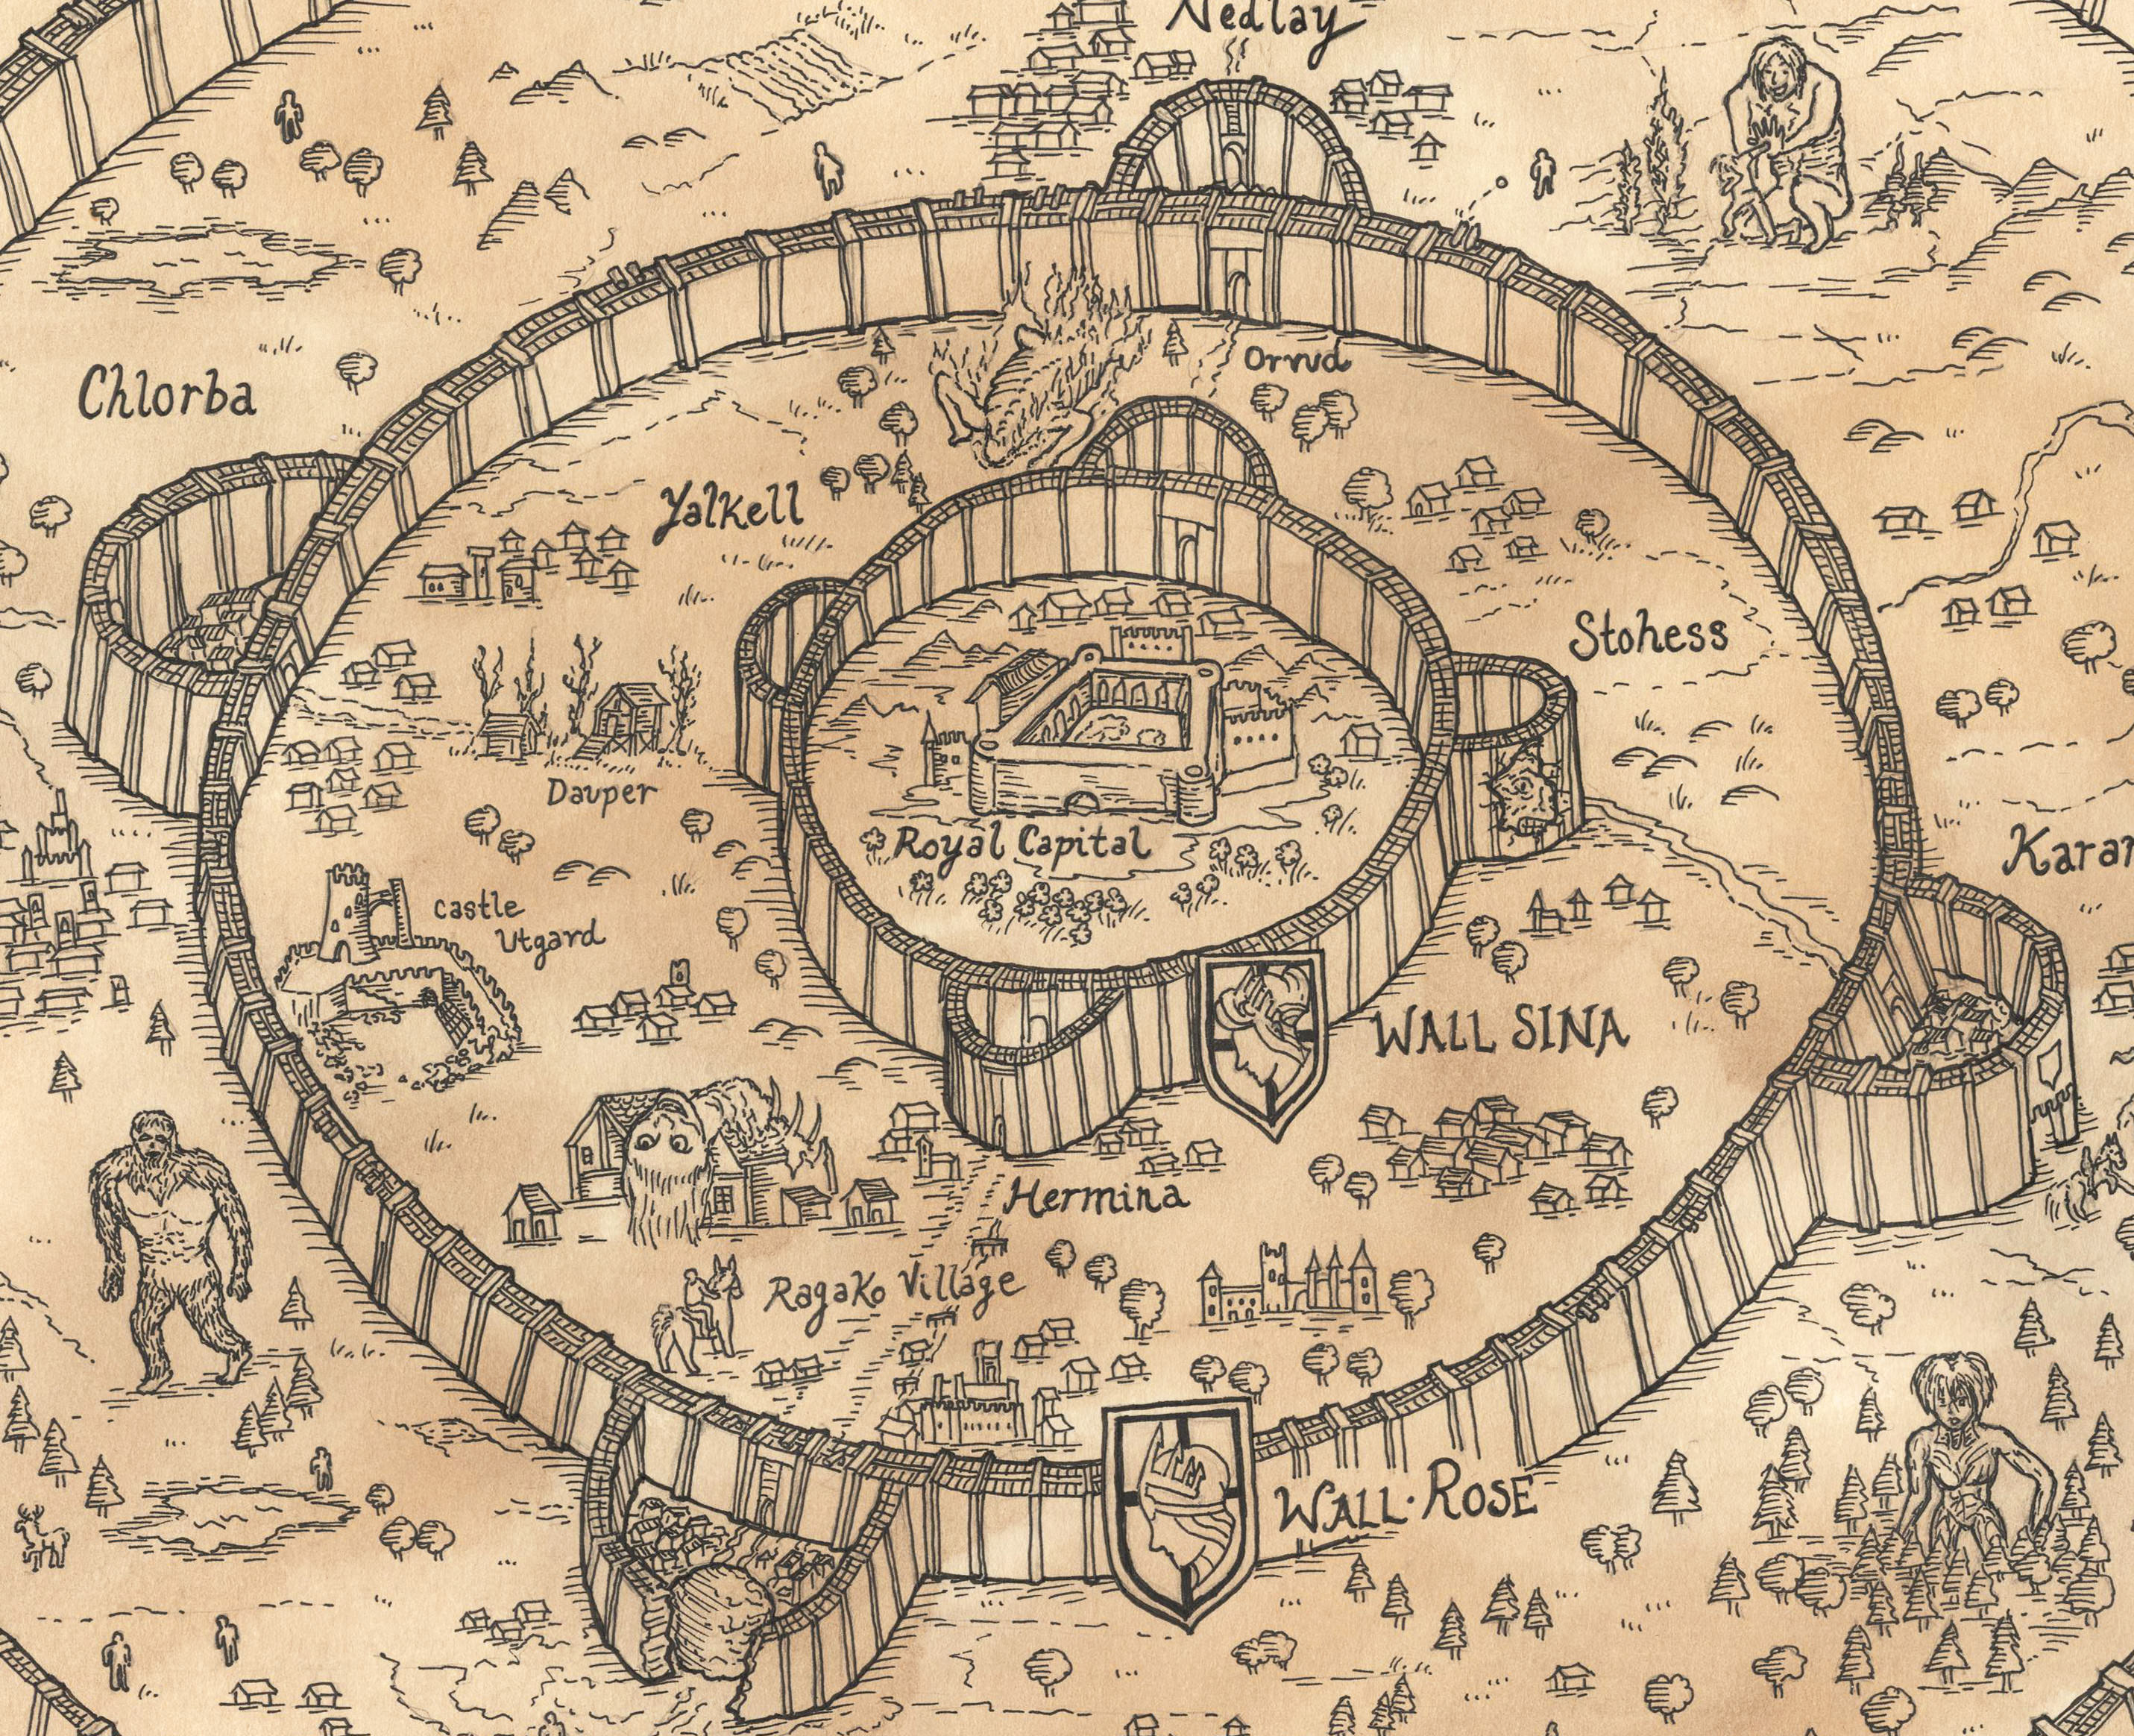 Nedlay
Orvud
Chlorba
Yalkell
Stohess
Dauper
Royal Capital
Karan
castle
Utgard
WALL SINA
Hermina
Ragako Village
WALL·ROSE